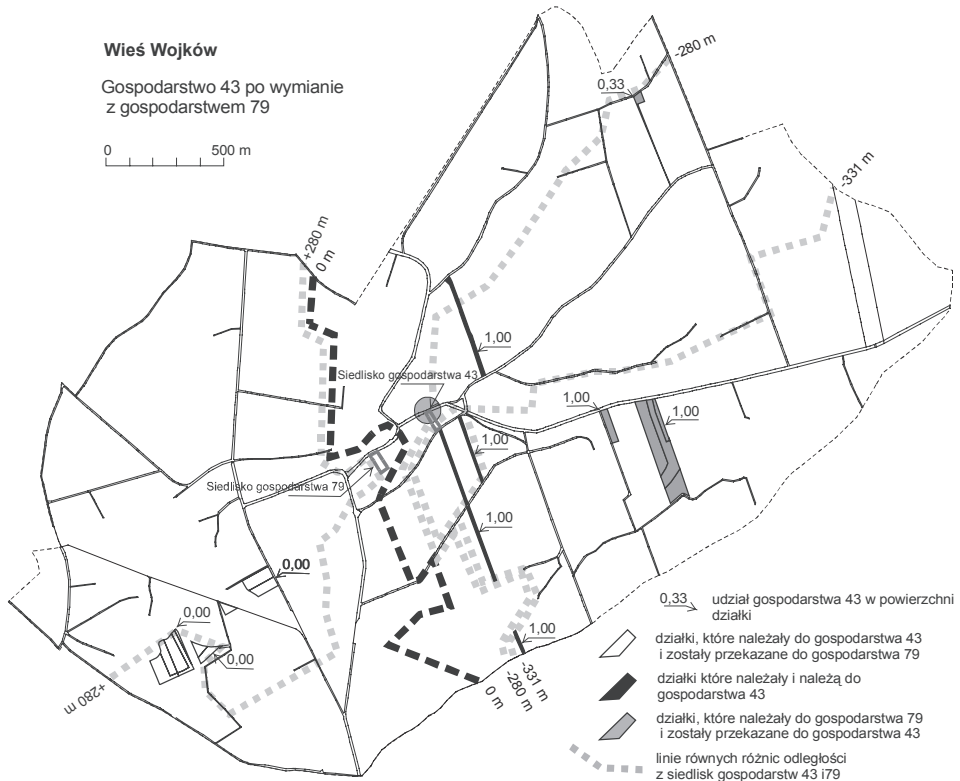 Wieś Wojków
Gospodarstwo 43 po wymianie
z gospodarstwem 79
0 500 m
-280 m
0,33
-331 m
+280 m
0 m
1,00
Siedlisko gospodarstwa 43
1,00
1,00
1,00
Siedlisko gospodarstwa 79
1,00
0,00
0,00
0,00
1,00
+280 m
0 m
-280 m
-331 m
0,33 udział gospodarstwa 43 w powierzchni
działki
działki, które należały do gospodarstwa 43
i zostały przekazane do gospodarstwa 79
działki które należały i należą do
gospodarstwa 43
działki, które należały do gospodarstwa 79
i zostały przekazane do gospodarstwa 43
linie równych różnic odległości
z siedlisk gospodarstw 43 i79